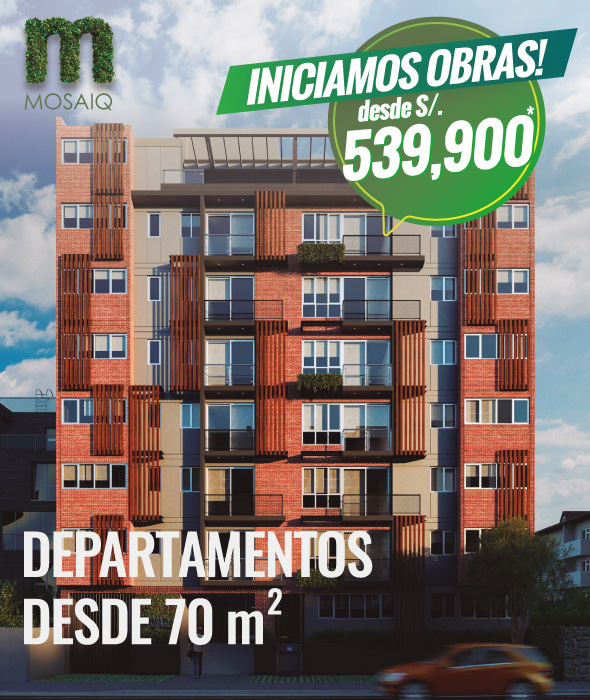 m
MOSAIQ
INICIAMOS OBRAS!
desde S/.
539,900*
DEPARTAMENTOS
DESDE 70 m²